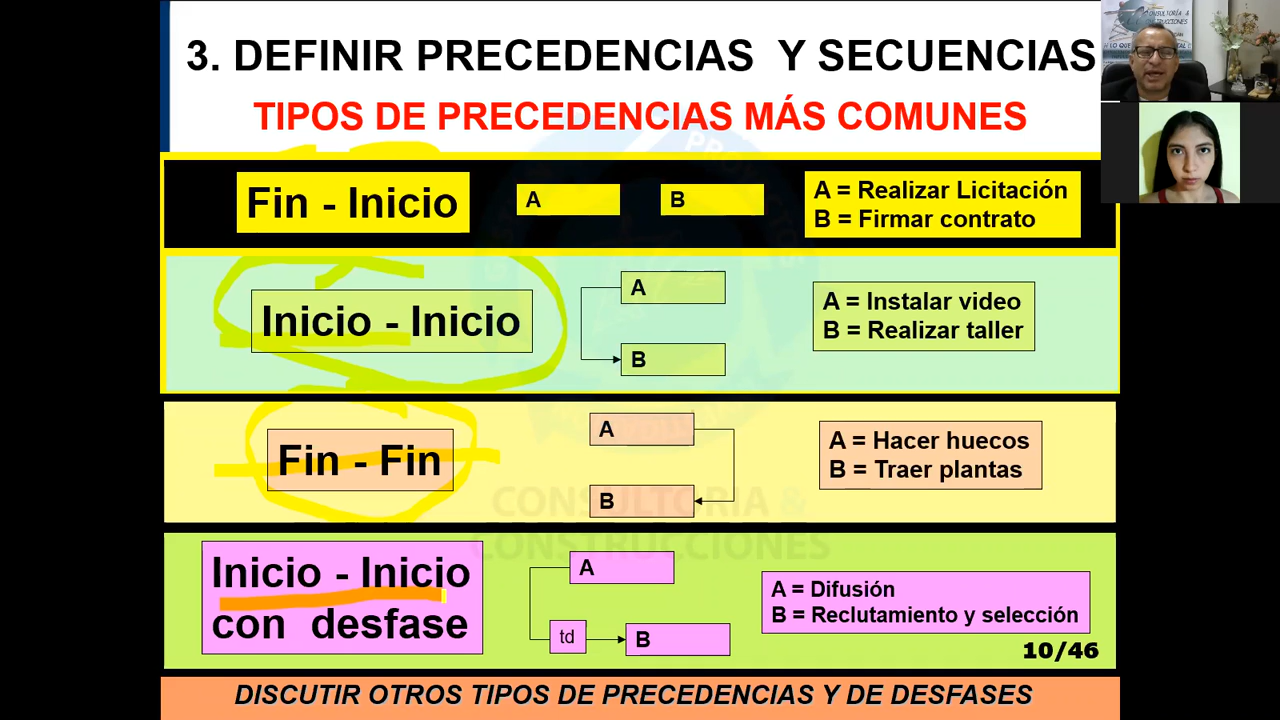 3. DEFINIR PRECEDENCIAS Y SECUENCIAS
TIPOS DE PRECEDENCIAS MÁS COMUNES
Fin - Inicio
A
B
A = Realizar Licitación
B = Firmar contrato
Inicio - Inicio
A
B
A = Instalar video
B = Realizar taller
Fin - Fin
A
B
A = Hacer huecos
B = Traer plantas
CONSULTORIA &
CONSTRUCCIONES
Inicio - Inicio
con desfase
A
td
B
A = Difusión
B = Reclutamiento y selección
10/46
DISCUTIR OTROS TIPOS DE PRECEDENCIAS Y DE DESFASES